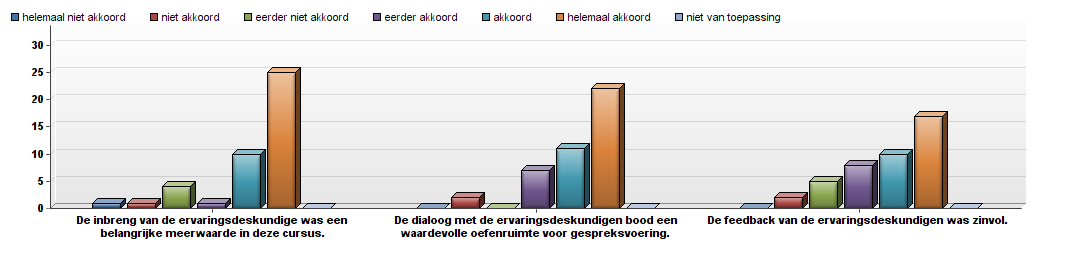 helemaal niet akkoord niet akkoord eerder niet akkoord eerder akkoord akkoord helemaal akkoord niet van toepassing
30
25
20
15
10
5
0
De inbreng van de ervaringsdeskundige was een
belangrijke meerwaarde in deze cursus.
De dialoog met de ervaringsdeskundigen bood een
waardevolle oefenruimte voor gespreksvoering.
De feedback van de ervaringsdeskundigen was zinvol.